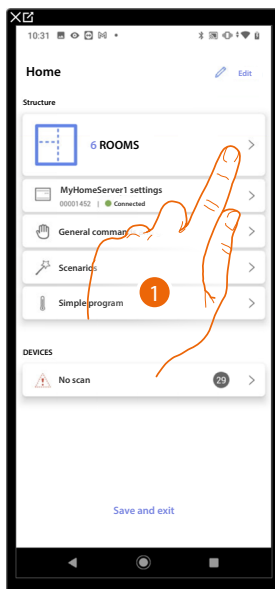 10:31
Home
Edit
Structure
6 ROOMS
MyHomeServer1 settings
00001452 | Connected
General comman
Scenarios
1
Simple program
DEVICES
No scan
29
Save and exit